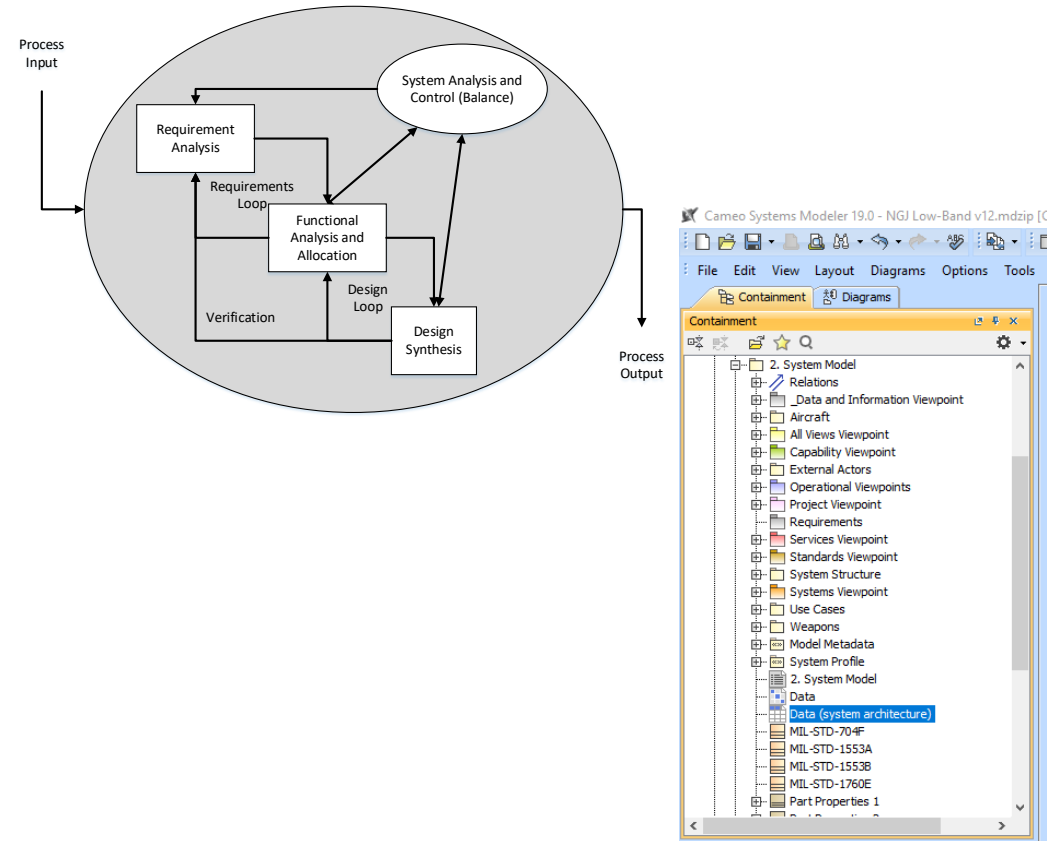 Process
Input
System Analysis and
Control (Balance)
Requirement
Analysis
Requirements
Loop
Functional
Analysis and
Allocation
Design
Loop
Verification
Design
Synthesis
Process
Output
Cameo Systems Modeler 19.0 - NGJ Low-Band v12.mdzip [C
File Edit View Layout Diagrams Options Tools
Containment Diagrams
Containment
2. System Model
Relations
_Data and Information Viewpoint
Aircraft
All Views Viewpoint
Capability Viewpoint
External Actors
Operational Viewpoints
Project Viewpoint
Requirements
Services Viewpoint
Standards Viewpoint
System Structure
Systems Viewpoint
Use Cases
Weapons
Model Metadata
System Profile
2. System Model
Data
Data (system architecture)
MIL-STD-704F
MIL-STD-1553A
MIL-STD-1553B
MIL-STD-1760E
Part Properties 1